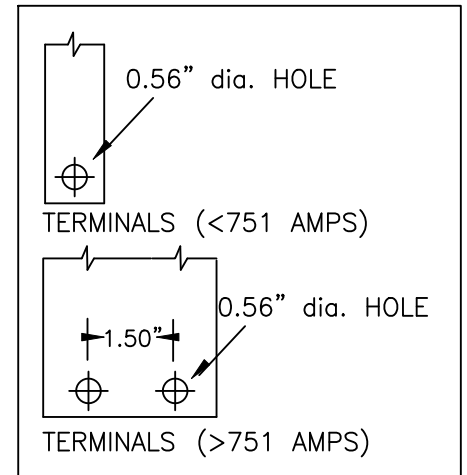 0.56” dia. HOLE
TERMINALS (<751 AMPS)
0.56” dia. HOLE
1.50”
TERMINALS (>751 AMPS)